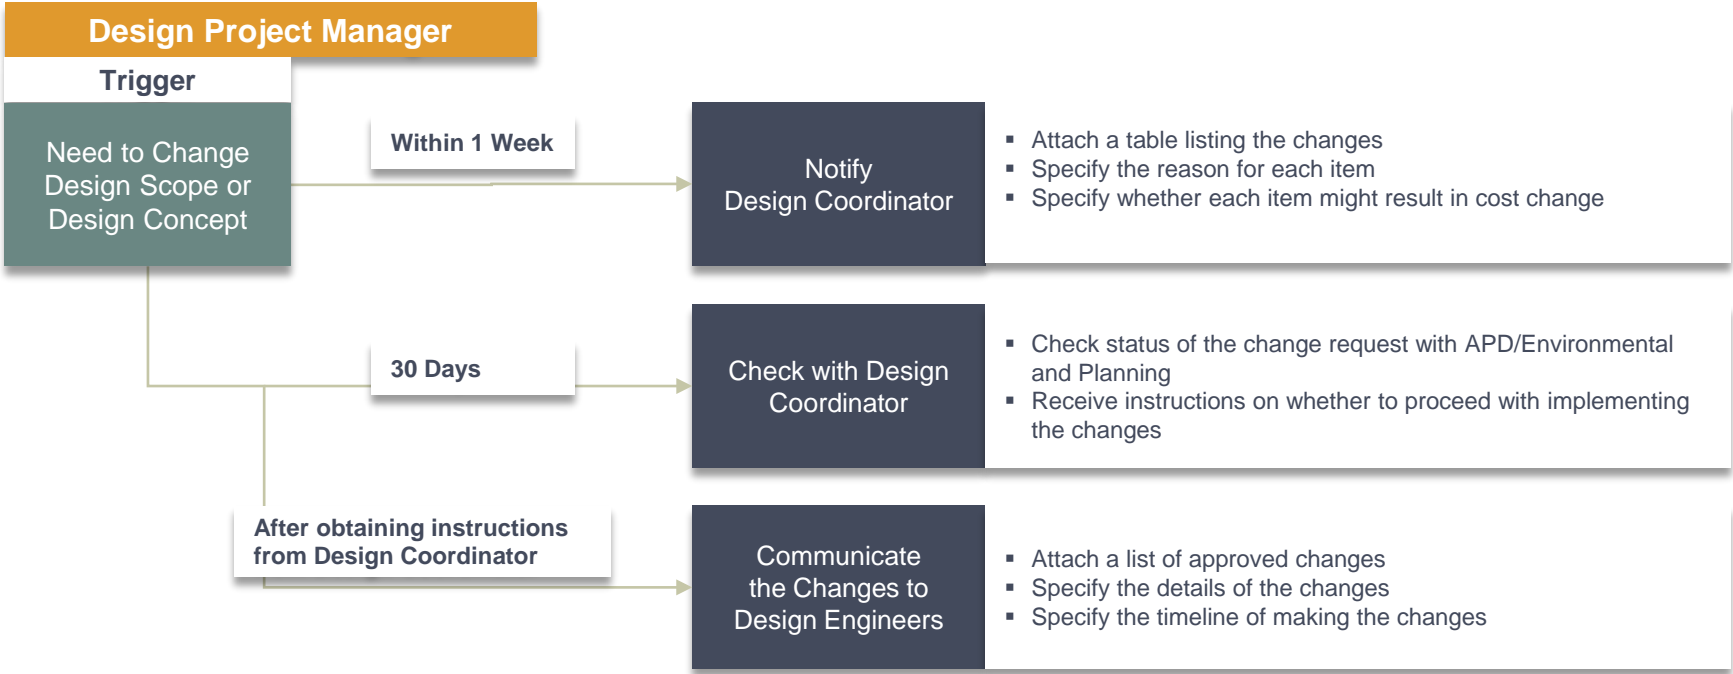 Design Project Manager
Trigger
Need to Change
Design Scope or
Design Concept
Within 1 Week
Notify
Design Coordinator
▪ Attach a table listing the changes
▪ Specify the reason for each item
▪ Specify whether each item might result in cost change
30 Days
Check with Design
Coordinator
▪ Check status of the change request with APD/Environmental
and Planning
▪ Receive instructions on whether to proceed with implementing
the changes
After obtaining instructions
from Design Coordinator
Communicate
the Changes to
Design Engineers
▪ Attach a list of approved changes
▪ Specify the details of the changes
▪ Specify the timeline of making the changes